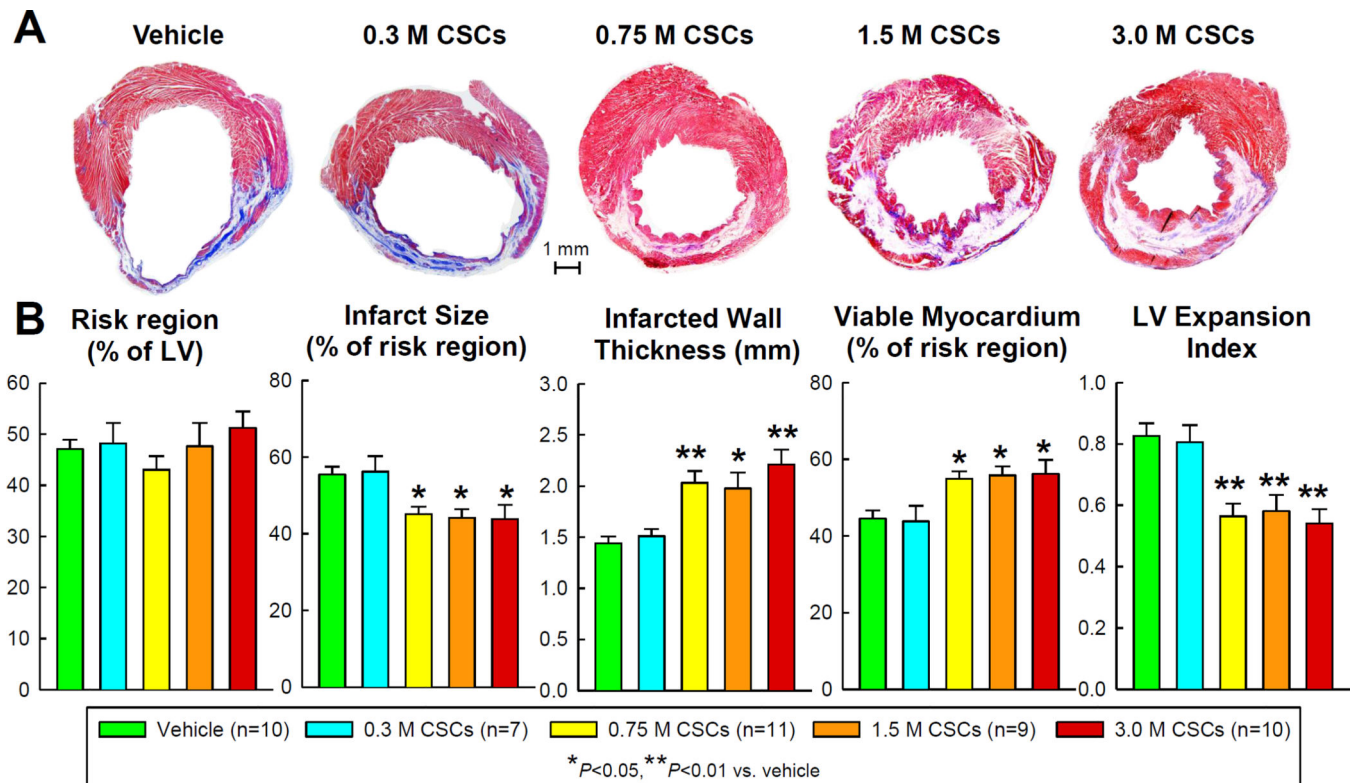 A
Vehicle
0.3 M CSCs
0.75 M CSCs
1.5 M CSCs
3.0 M CSCs
1 mm
B
Risk region
(% of LV)
60
50
40
30
20
10
0
Infarct Size
(% of risk region)
80
60
40
20
0
Infarcted Wall
Thickness (mm)
3.0
2.5
2.0
1.5
1.0
0.5
0.0
** * **
Viable Myocardium
(% of risk region)
80
60
40
20
0
* * *
LV Expansion
Index
1.0
0.8
0.6
0.4
0.2
0.0
** ** **
* * *
Vehicle (n=10) 0.3 M CSCs (n=7) 0.75 M CSCs (n=11) 1.5 M CSCs (n=9) 3.0 M CSCs (n=10)
*P<0.05,**P<0.01 vs. vehicle